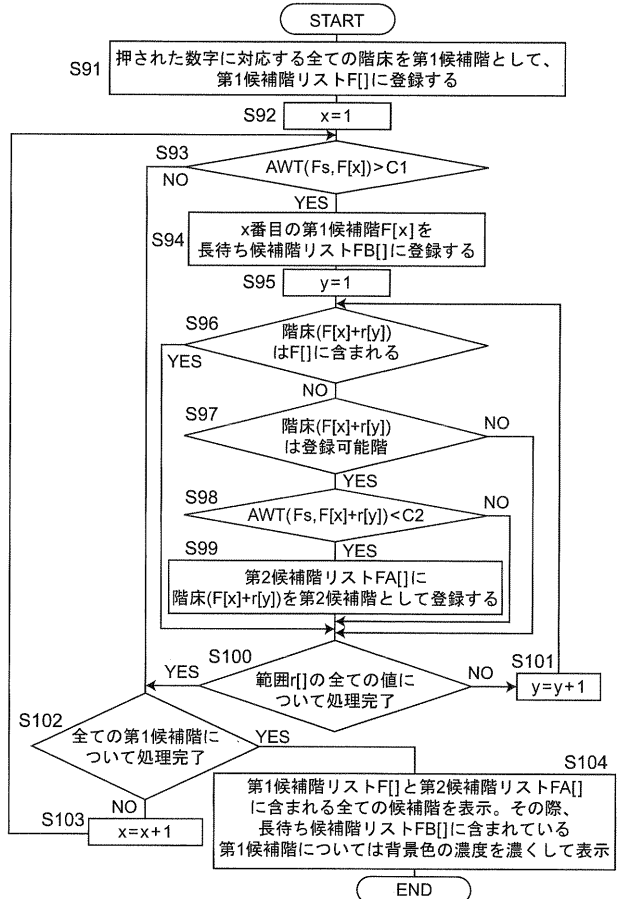 START
S91
押された数字に対応する全ての階床を第1候補階として、
第1候補階リストF[]に登録する
S92
x=1
S93
AWT(Fs,F[x])>C1
NO
YES
S94
x番目の第1候補階F[x]を
長待ち候補階リストFB[]に登録する
S95
y=1
S96
階床(F[x]+r[y])
はF[]に含まれる
YES
NO
S97
階床(F[x]+r[y])
は登録可能階
NO
YES
S98
AWT(Fs,F[x]+r[y])<C2
NO
YES
S99
第2候補階リストFA[]に
階床(F[x]+r[y])を第2候補階として登録する
S100
範囲r[]の全ての値に
ついて処理完了
YES
NO
S101
y=y+1
S102
全ての第1候補階に
ついて処理完了
YES
NO
S103
x=x+1
S104
第1候補階リストF[]と第2候補階リストFA[]
に含まれる全ての候補階を表示。その際、
長待ち候補階リストFB[]に含まれている
第1候補階については背景色の濃度を濃くして表示
END